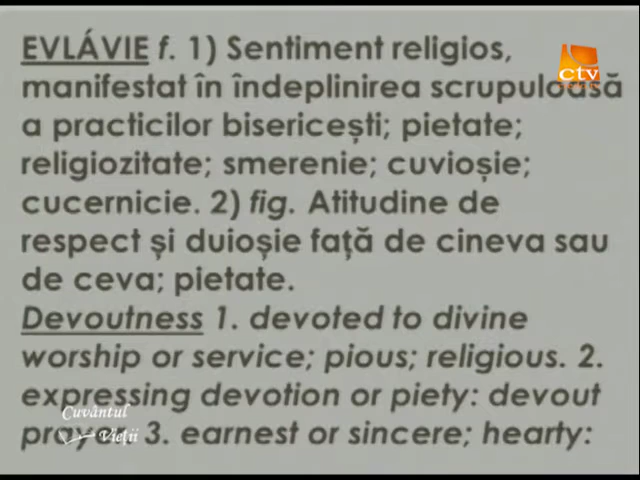 EVLÁVIE f. 1) Sentiment religios,
manifestat în îndeplinirea scrupuloasă
a practicilor bisericești; pietate;
religiozitate; smerenie; cuvioșie;
cucernicie. 2) fig. Atitudine de
respect și duioșie față de cineva sau
de ceva; pietate.
Devoutness 1. devoted to divine
worship or service; pious; religious. 2.
expressing devotion or piety: devout
prayer. 3. earnest or sincere; hearty:
ctv
Cuvântul
Vieții